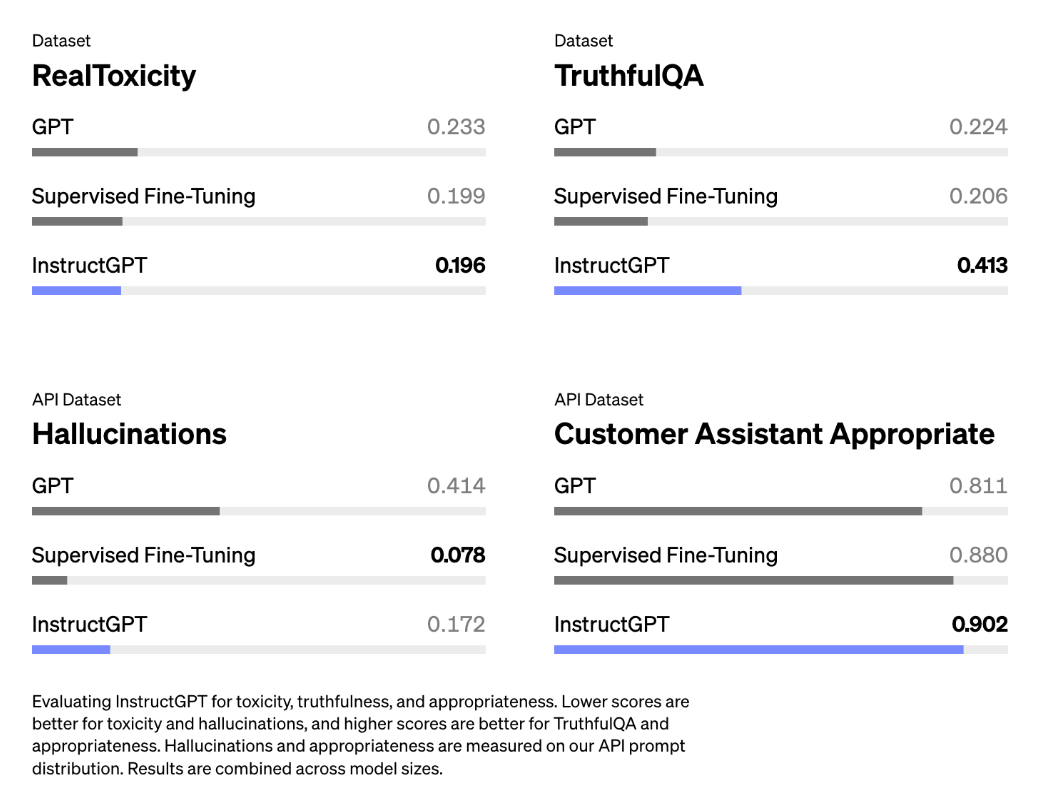 Dataset
RealToxicity
GPT 0.233
Supervised Fine-Tuning 0.199
InstructGPT 0.196
Dataset
TruthfulQA
GPT 0.224
Supervised Fine-Tuning 0.206
InstructGPT 0.413
API Dataset
Hallucinations
GPT 0.414
Supervised Fine-Tuning 0.078
InstructGPT 0.172
API Dataset
Customer Assistant Appropriate
GPT 0.811
Supervised Fine-Tuning 0.880
InstructGPT 0.902
Evaluating InstructGPT for toxicity, truthfulness, and appropriateness. Lower scores are
better for toxicity and hallucinations, and higher scores are better for TruthfulQA and
appropriateness. Hallucinations and appropriateness are measured on our API prompt
distribution. Results are combined across model sizes.